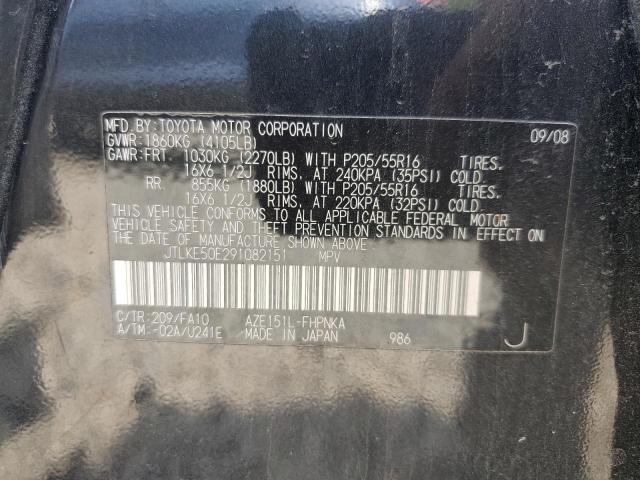 MFD.BY:TOYOTA MOTOR CORPORATION 09/08
GVWR:1860KG (4105LB)
GAWR:FRT. 1030KG (2270LB) WITH P205/55R16 TIRES,
16X6 1/2J RIMS, AT 240KPA (35PSI) COLD.
RR. 855KG (1880LB) WITH P205/55R16 TIRES,
16X6 1/2J RIMS, AT 220KPA (32PSI) COLD.
THIS VEHICLE CONFORMS TO ALL APPLICABLE FEDERAL MOTOR
VEHICLE SAFETY AND THEFT PREVENTION STANDARDS IN EFFECT ON
THE DATE OF MANUFACTURE SHOWN ABOVE.
JTLKE50E291082151 MPV
C/TR:209/FA10 AZE151L-FHPNKA
A/TM:-02A/U241E MADE IN JAPAN 986 J